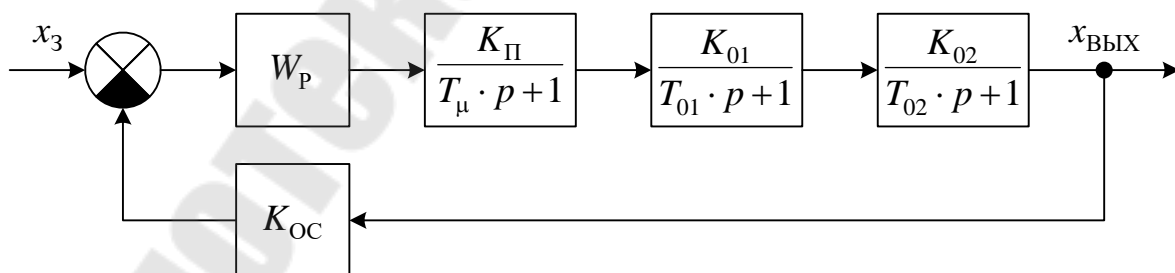 x_З
W_Р
K_П / (T_μ · p + 1)
K_01 / (T_01 · p + 1)
K_02 / (T_02 · p + 1)
x_ВЫХ
K_ОС